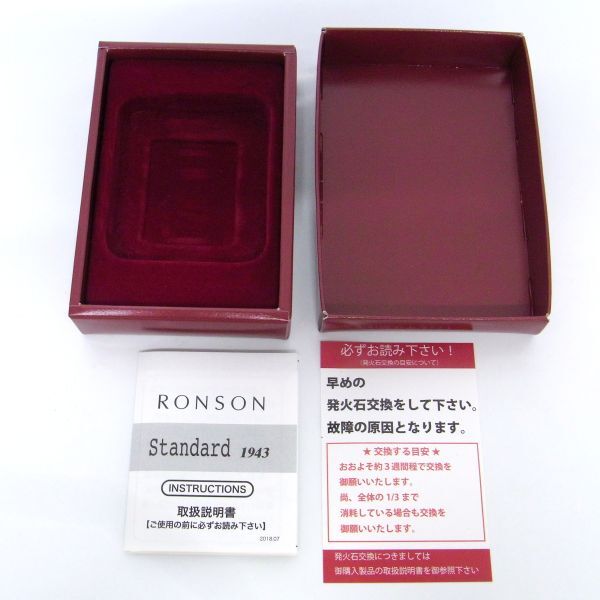 RONSON
Standard 1943
INSTRUCTIONS
取扱説明書
【ご使用の前に必ずお読み下さい】
2018.07
必ずお読み下さい!
(発火石交換の目安について)
早めの
発火石交換をして下さい。
故障の原因となります。
★ 交換する目安 ★
おおよそ約3週間程で交換を
御願いいたします。
尚、全体の1/3まで
消耗している場合も交換を
御願いいたします。
発火石交換につきましては
御購入製品の取扱説明書を御参照下さい